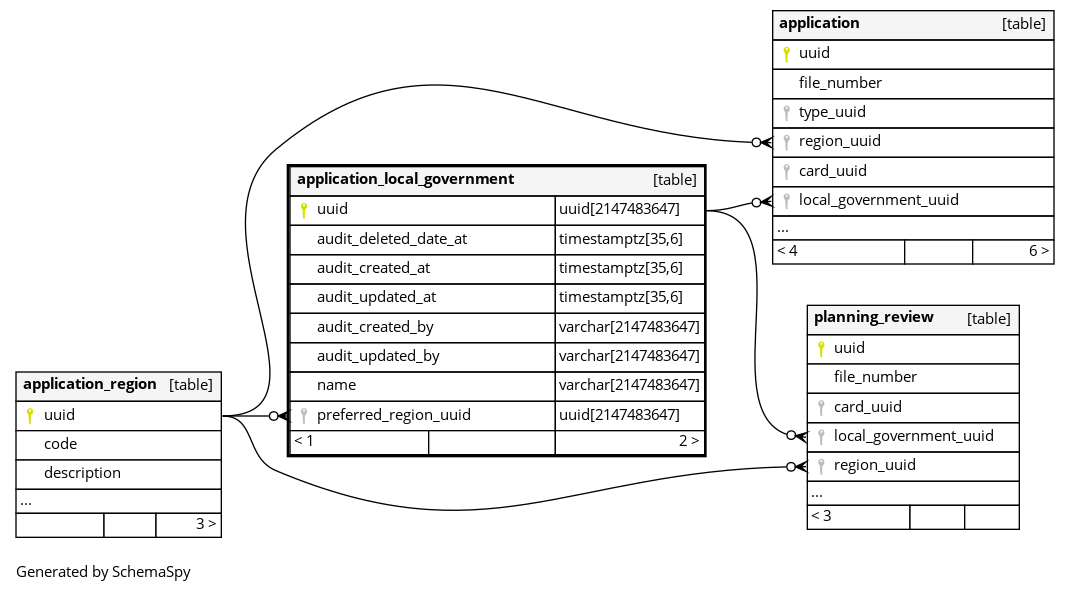 application [table]
uuid
file_number
type_uuid
region_uuid
card_uuid
local_government_uuid
...
< 4 6 >
application_local_government [table]
uuid uuid[2147483647]
audit_deleted_date_at timestamptz[35,6]
audit_created_at timestamptz[35,6]
audit_updated_at timestamptz[35,6]
audit_created_by varchar[2147483647]
audit_updated_by varchar[2147483647]
name varchar[2147483647]
preferred_region_uuid uuid[2147483647]
< 1 2 >
planning_review [table]
uuid
file_number
card_uuid
local_government_uuid
region_uuid
...
< 3
application_region [table]
uuid
code
description
...
3 >
Generated by SchemaSpy